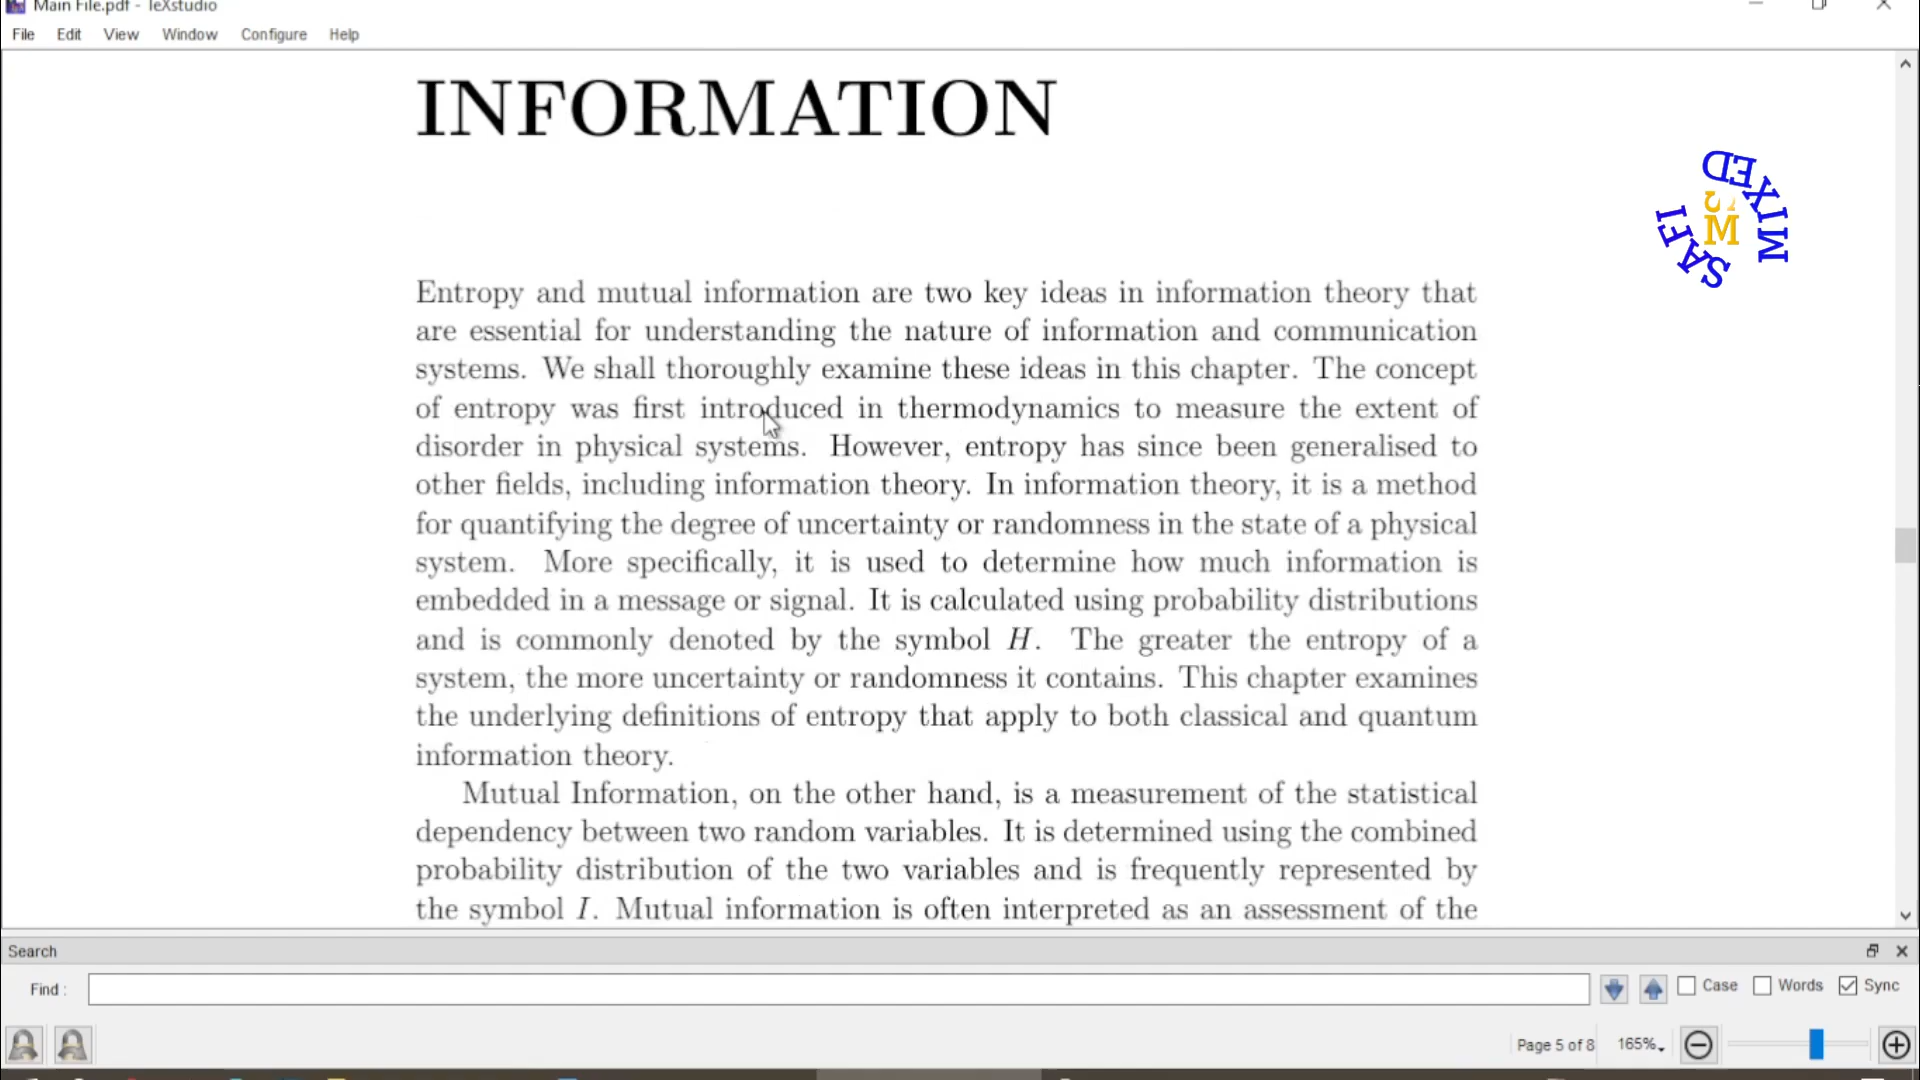 Main File.pdf - TeXstudio
File Edit View Window Configure Help
INFORMATION
MIXED
SAFI
M
Entropy and mutual information are two key ideas in information theory that
are essential for understanding the nature of information and communication
systems. We shall thoroughly examine these ideas in this chapter. The concept
of entropy was first introduced in thermodynamics to measure the extent of
disorder in physical systems. However, entropy has since been generalised to
other fields, including information theory. In information theory, it is a method
for quantifying the degree of uncertainty or randomness in the state of a physical
system. More specifically, it is used to determine how much information is
embedded in a message or signal. It is calculated using probability distributions
and is commonly denoted by the symbol H. The greater the entropy of a
system, the more uncertainty or randomness it contains. This chapter examines
the underlying definitions of entropy that apply to both classical and quantum
information theory.
Mutual Information, on the other hand, is a measurement of the statistical
dependency between two random variables. It is determined using the combined
probability distribution of the two variables and is frequently represented by
the symbol I. Mutual information is often interpreted as an assessment of the
Search
Find :
Case Words Sync
Page 5 of 8 165%